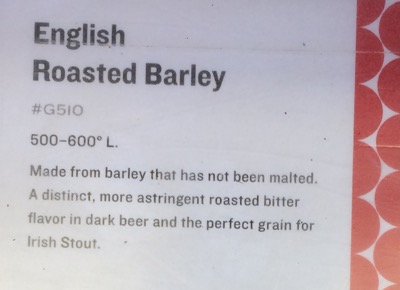 English
Roasted Barley
#G510
500–600° L.
Made from barley that has not been malted.
A distinct, more astringent roasted bitter
flavor in dark beer and the perfect grain for
Irish Stout.